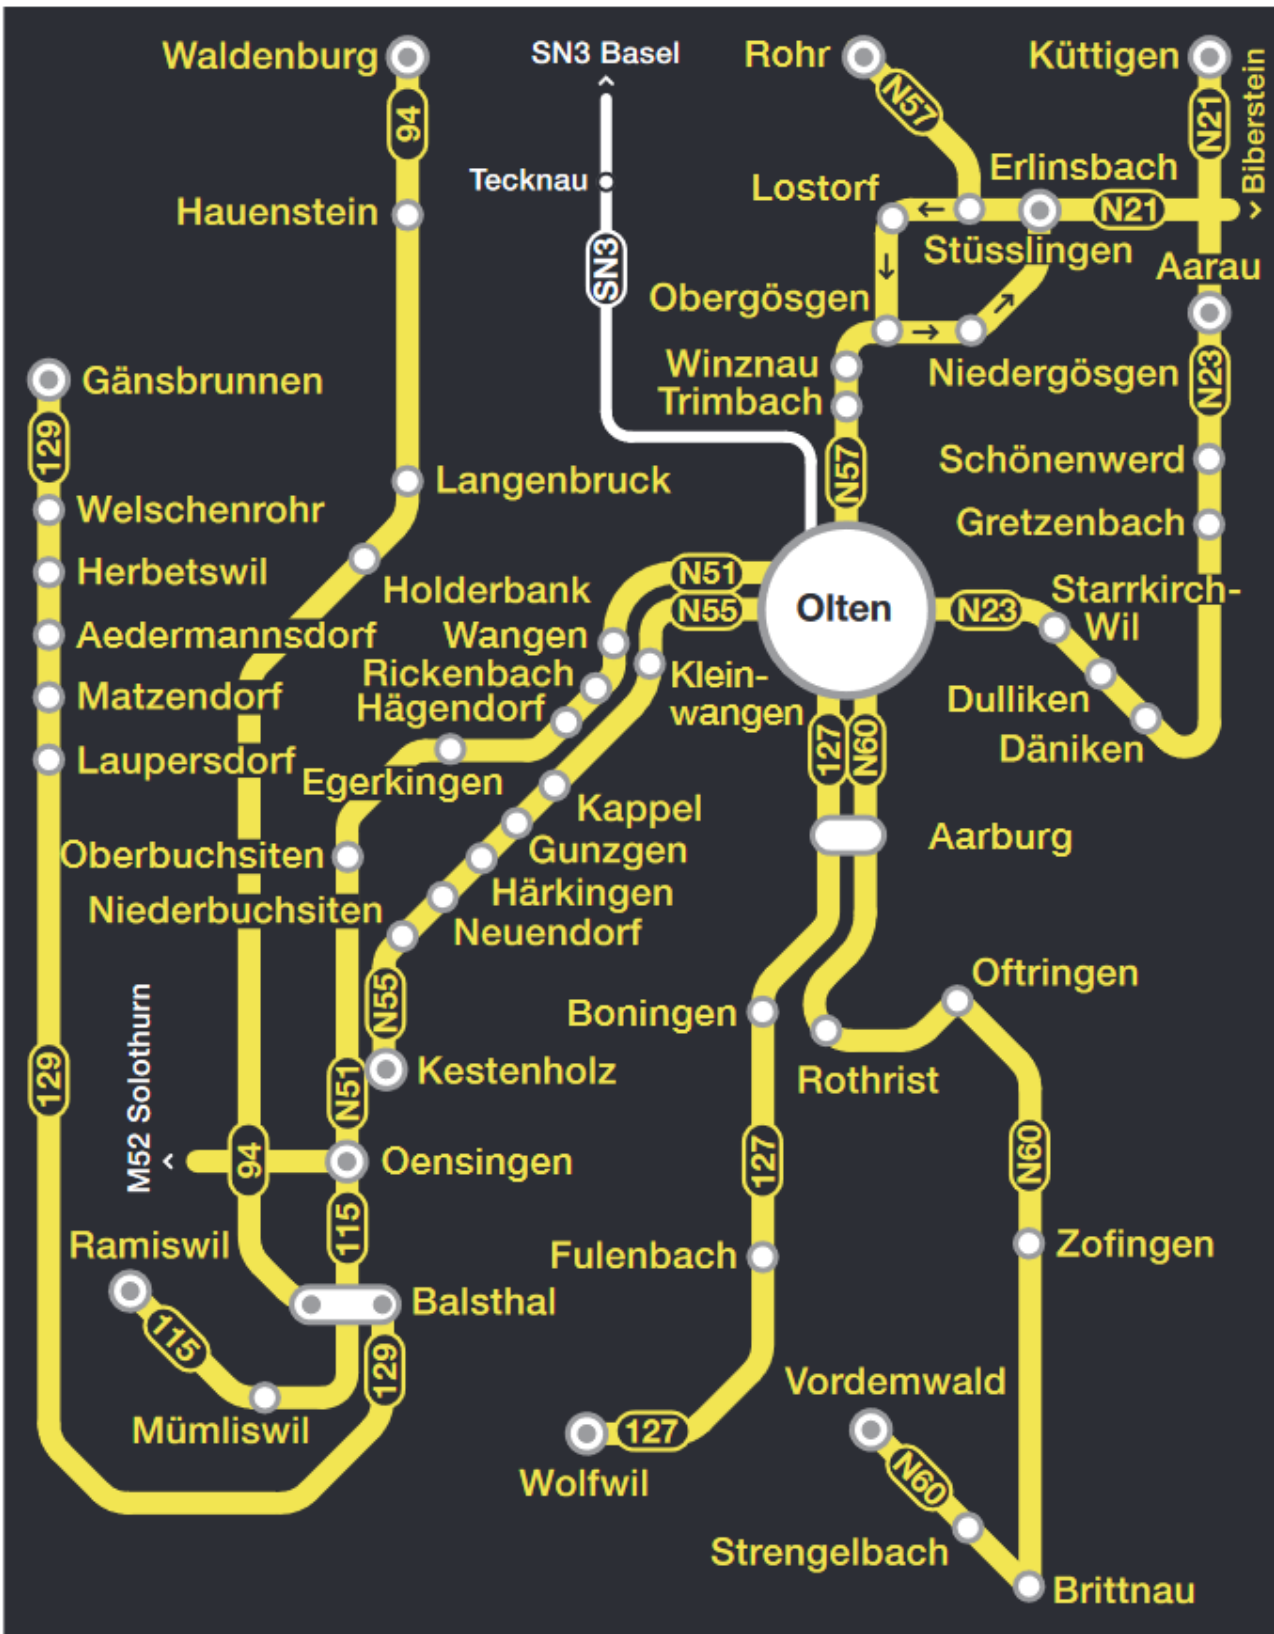 Waldenburg
SN3 Basel
Rohr
Küttigen
94
N57
N21
Biberstein
Tecknau
Erlinsbach
Lostorf
Hauenstein
N21
SN3
Stüsslingen
Aarau
Obergösgen
Winznau
Niedergösgen
N23
Gänsbrunnen
Trimbach
129
N57
Schönenwerd
Langenbruck
Welschenrohr
Gretzenbach
Herbetswil
Holderbank
N51
N55
Olten
N23
Starrkirch-
Wil
Aedermannsdorf
Wangen
Rickenbach
Klein-
wangen
Matzendorf
Hägendorf
Dulliken
Däniken
127
N60
Laupersdorf
Egerkingen
Kappel
Aarburg
Oberbuchsiten
Gunzgen
Härkingen
Niederbuchsiten
Neuendorf
Oftringen
N55
Boningen
M52 Solothurn
129
N51
Kestenholz
Rothrist
94
Oensingen
127
N60
115
Ramiswil
Fulenbach
Zofingen
Balsthal
115
129
Vordemwald
Mümliswil
127
Wolfwil
N60
Strengelbach
Brittnau